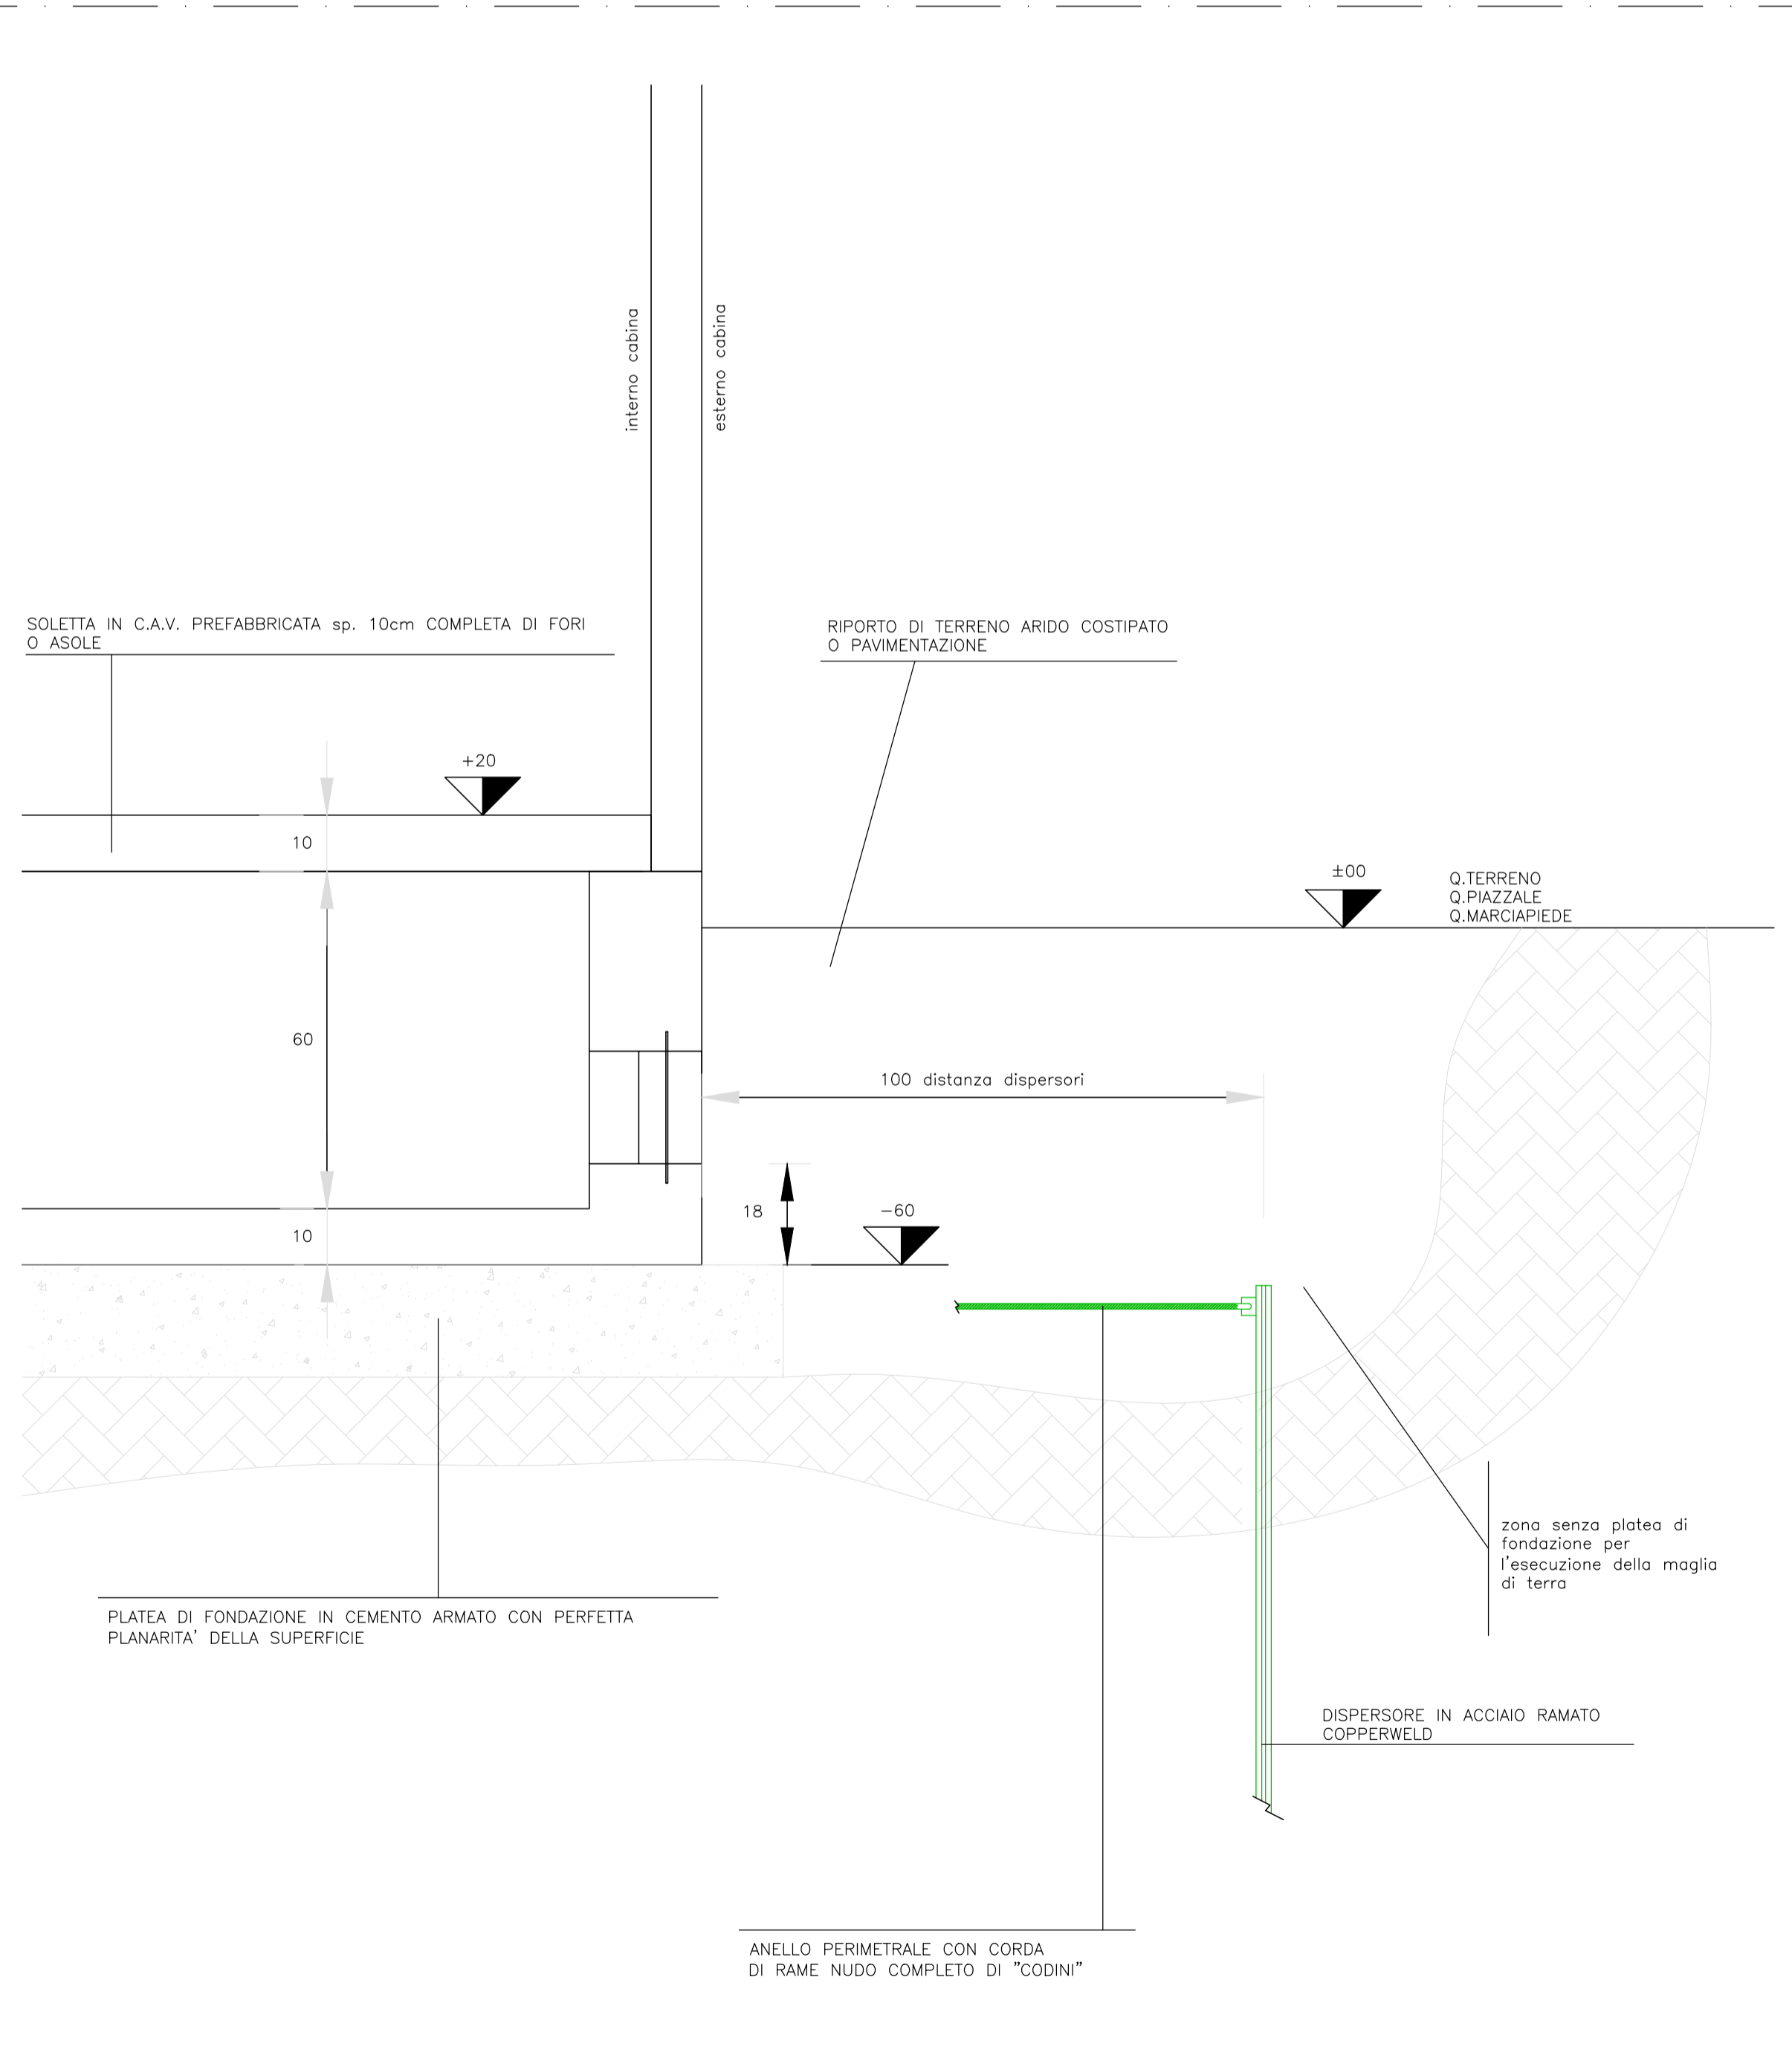 interno cabina
esterno cabina
SOLETTA IN C.A.V. PREFABBRICATA sp. 10cm COMPLETA DI FORI
O ASOLE
RIPORTO DI TERRENO ARIDO COSTIPATO
O PAVIMENTAZIONE
+20
10
±00
Q.TERRENO
Q.PIAZZALE
Q.MARCIAPIEDE
60
100 distanza dispersori
18
-60
10
zona senza platea di
fondazione per
l'esecuzione della maglia
di terra
PLATEA DI FONDAZIONE IN CEMENTO ARMATO CON PERFETTA
PLANARITA' DELLA SUPERFICIE
DISPERSORE IN ACCIAIO RAMATO
COPPERWELD
ANELLO PERIMETRALE CON CORDA
DI RAME NUDO COMPLETO DI "CODINI"